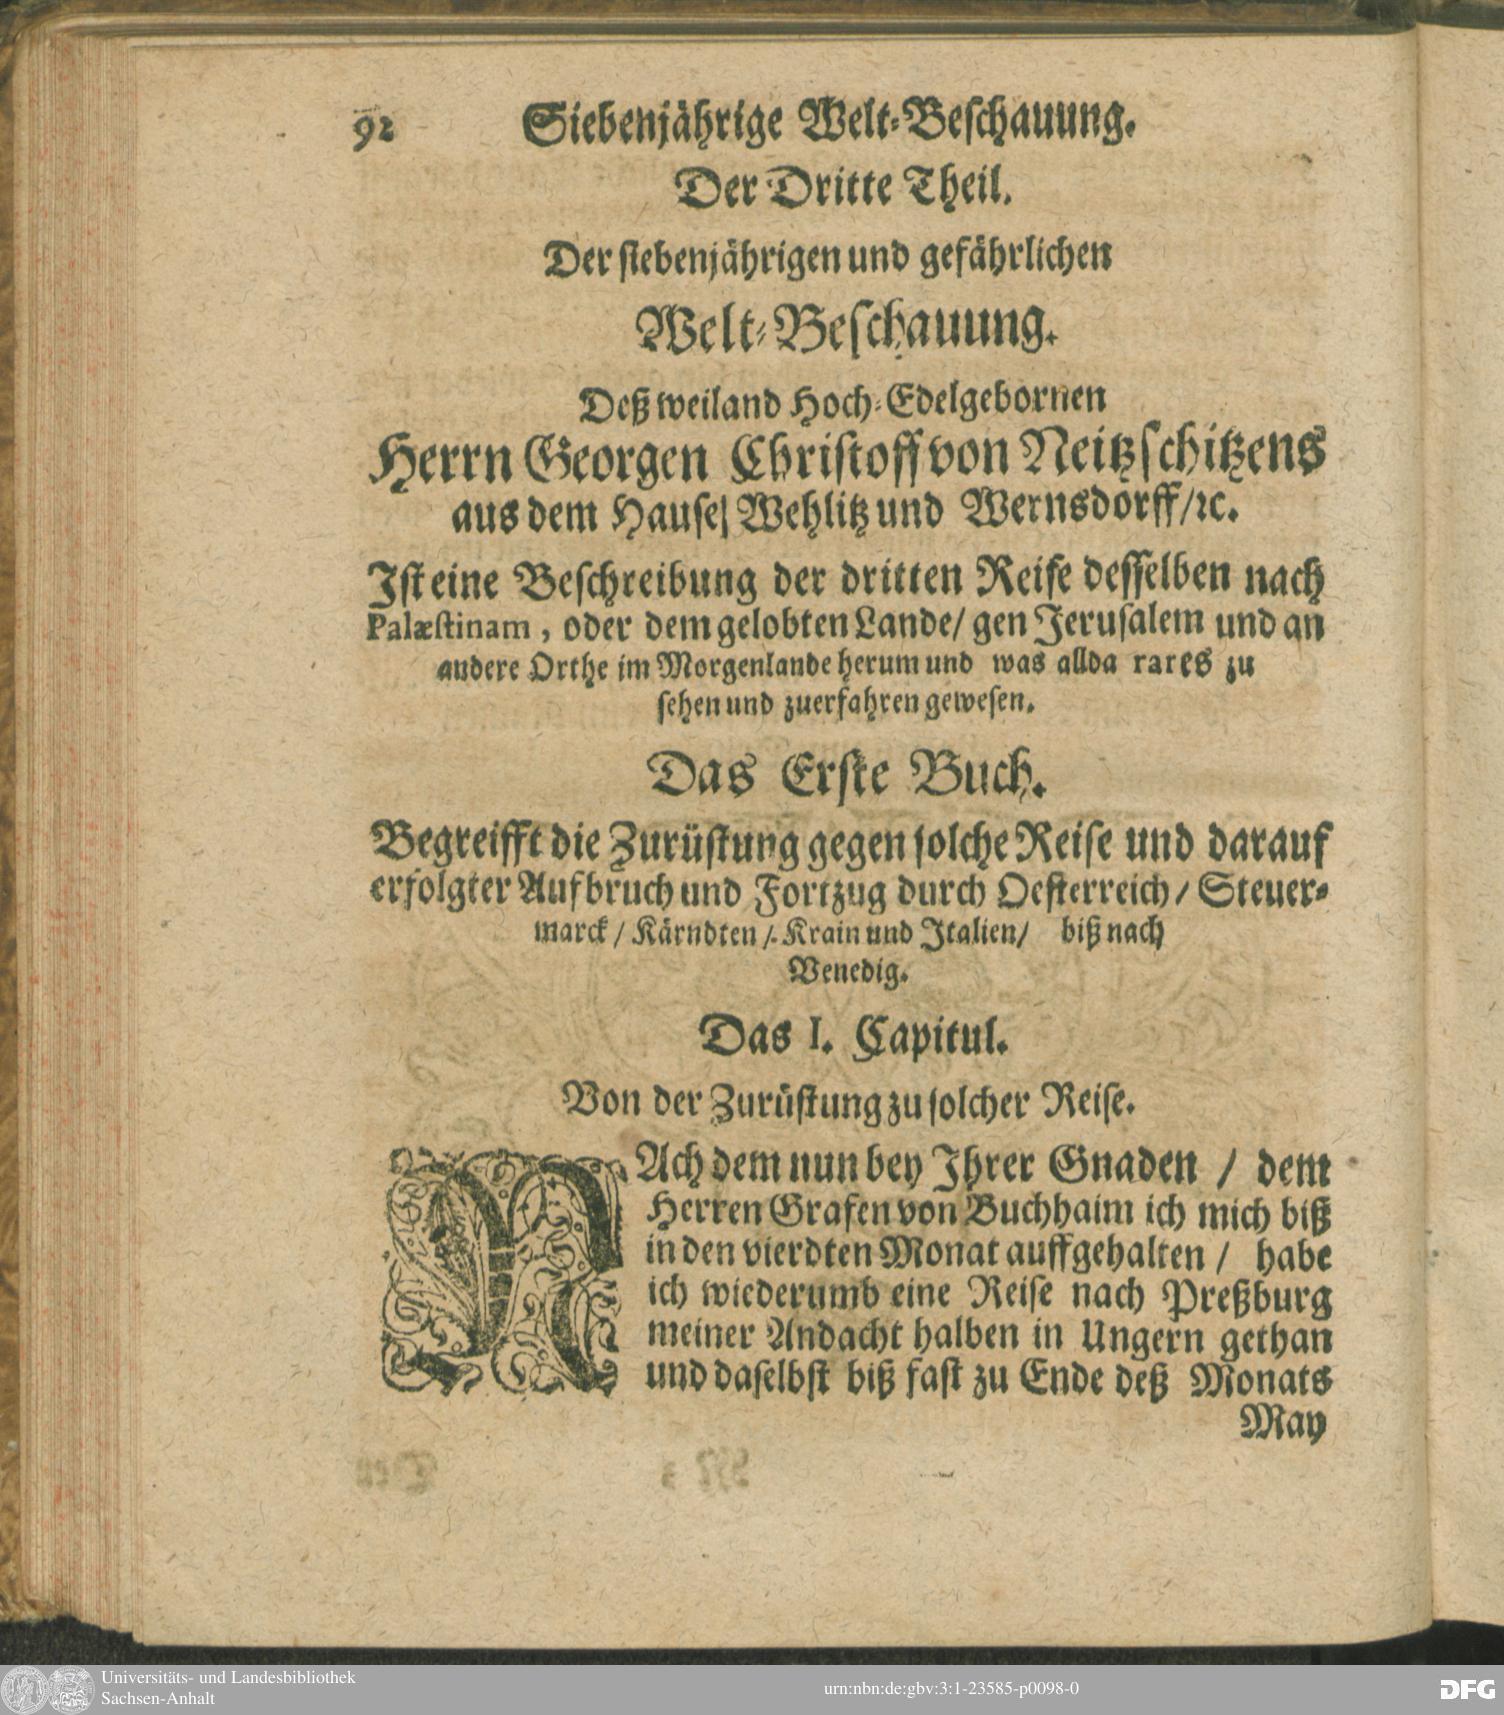 92 Siebenjährige Welt-Beschauung.
Der Dritte Theil.
Der siebenjährigen und gefährlichen
Welt-Beschauung.
Deß weiland Hoch-Edelgebornen
Herrn Georgen Christoff von Neitzschitzens
aus dem Hause/ Wehlitz und Wernsdorff/ꝛc.
Ist eine Beschreibung der dritten Reise desselben nach
Palæstinam, oder dem gelobten Lande/ gen Jerusalem und an
andere Orthe im Morgenlande herum und was allda rares zu
sehen und zuerfahren gewesen.
Das Erste Buch.
Begreifft die Zurüstung gegen solche Reise und darauf
erfolgter Aufbruch und Fortzug durch Oesterreich/ Steuer-
marck/ Kärndten/ Krain und Italien/ biß nach
Venedig.
Das I. Capitul.
Von der Zurüstung zu solcher Reise.
NAch dem nun bey Ihrer Gnaden / dem
Herren Grafen von Buchhaim ich mich biß
in den vierdten Monat auffgehalten / habe
ich wiederumb eine Reise nach Preßburg
meiner Andacht halben in Ungern gethan
und daselbst biß fast zu Ende deß Monats
May
Universitäts- und Landesbibliothek
Sachsen-Anhalt
urn:nbn:de:gbv:3:1-23585-p0098-0
DFG